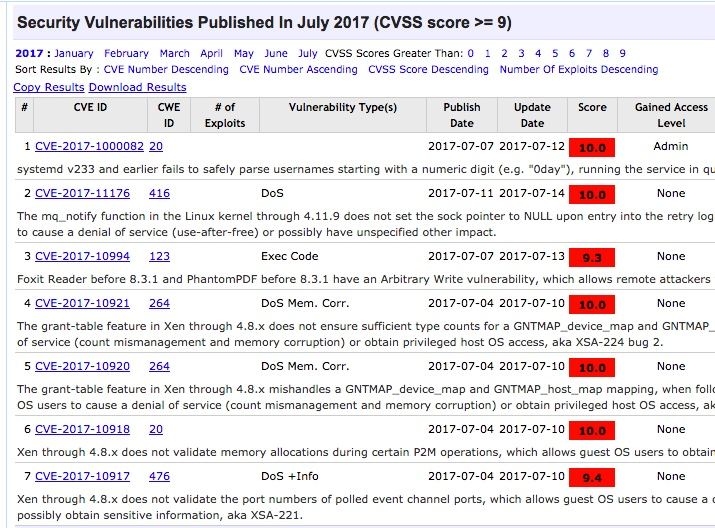 Security Vulnerabilities Published In July 2017 (CVSS score >= 9)
2017 : January February March April May June July CVSS Scores Greater Than: 0 1 2 3 4 5 6 7 8 9
Sort Results By : CVE Number Descending CVE Number Ascending CVSS Score Descending Number Of Exploits Descending
Copy Results Download Results
# CVE ID CWE ID # of Exploits Vulnerability Type(s) Publish Date Update Date Score Gained Access Level
1 CVE-2017-1000082 20 2017-07-07 2017-07-12 10.0 Admin
systemd v233 and earlier fails to safely parse usernames starting with a numeric digit (e.g. "0day"), running the service in qu
2 CVE-2017-11176 416 DoS 2017-07-11 2017-07-14 10.0 None
The mq_notify function in the Linux kernel through 4.11.9 does not set the sock pointer to NULL upon entry into the retry log
to cause a denial of service (use-after-free) or possibly have unspecified other impact.
3 CVE-2017-10994 123 Exec Code 2017-07-07 2017-07-13 9.3 None
Foxit Reader before 8.3.1 and PhantomPDF before 8.3.1 have an Arbitrary Write vulnerability, which allows remote attackers
4 CVE-2017-10921 264 DoS Mem. Corr. 2017-07-04 2017-07-10 10.0 None
The grant-table feature in Xen through 4.8.x does not ensure sufficient type counts for a GNTMAP_device_map and GNTMAP_
of service (count mismanagement and memory corruption) or obtain privileged host OS access, aka XSA-224 bug 2.
5 CVE-2017-10920 264 DoS Mem. Corr. 2017-07-04 2017-07-10 10.0 None
The grant-table feature in Xen through 4.8.x mishandles a GNTMAP_device_map and GNTMAP_host_map mapping, when follo
OS users to cause a denial of service (count mismanagement and memory corruption) or obtain privileged host OS access, ak
6 CVE-2017-10918 20 2017-07-04 2017-07-10 10.0 None
Xen through 4.8.x does not validate memory allocations during certain P2M operations, which allows guest OS users to obtain
7 CVE-2017-10917 476 DoS +Info 2017-07-04 2017-07-10 9.4 None
Xen through 4.8.x does not validate the port numbers of polled event channel ports, which allows guest OS users to cause a c
possibly obtain sensitive information, aka XSA-221.